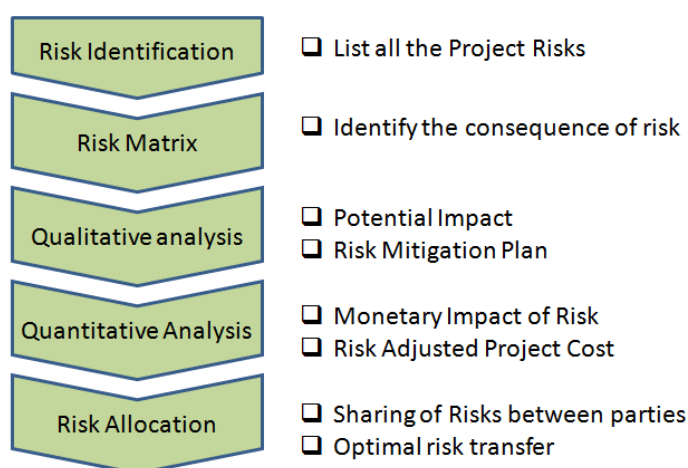 Risk Identification
❑ List all the Project Risks
Risk Matrix
❑ Identify the consequence of risk
Qualitative analysis
❑ Potential Impact
❑ Risk Mitigation Plan
Quantitative Analysis
❑ Monetary Impact of Risk
❑ Risk Adjusted Project Cost
Risk Allocation
❑ Sharing of Risks between parties
❑ Optimal risk transfer